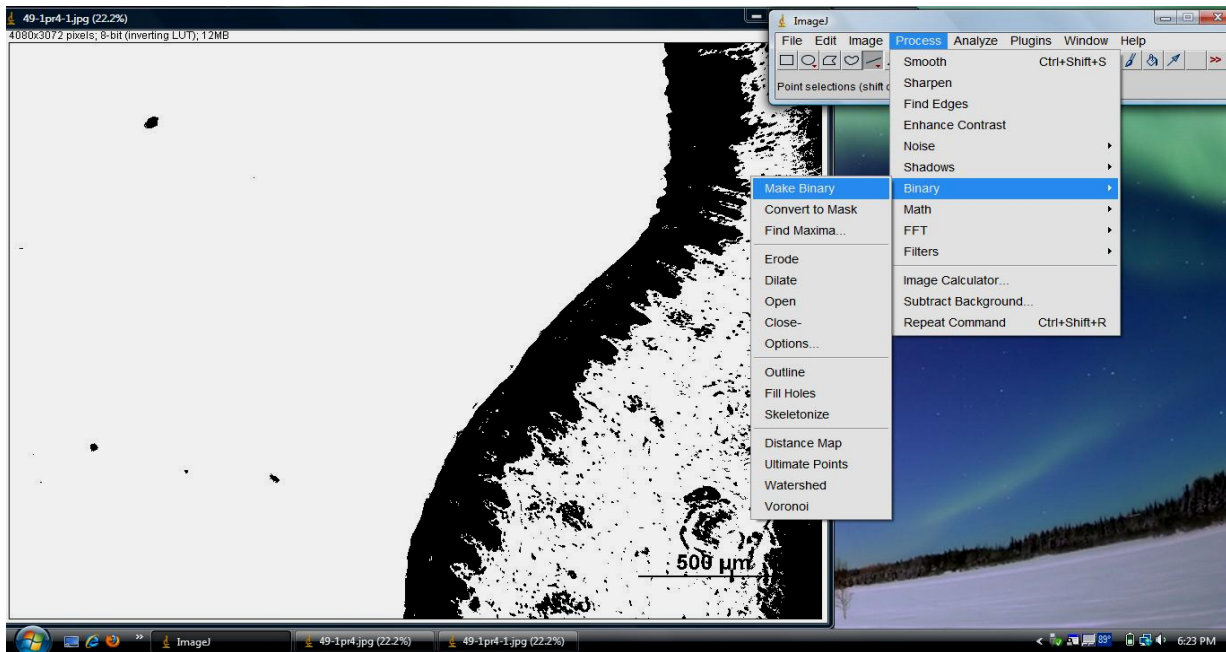 49-1pr4-1.jpg (22.2%)
4080x3072 pixels; 8-bit (inverting LUT); 12MB
500 µm
ImageJ
File Edit Image Process Analyze Plugins Window Help
>>
Point selections (shift
Smooth Ctrl+Shift+S
Sharpen
Find Edges
Enhance Contrast
Noise
Shadows
Binary
Math
FFT
Filters
Image Calculator...
Subtract Background...
Repeat Command Ctrl+Shift+R
Make Binary
Convert to Mask
Find Maxima...
Erode
Dilate
Open
Close-
Options...
Outline
Fill Holes
Skeletonize
Distance Map
Ultimate Points
Watershed
Voronoi
» ImageJ 49-1pr4.jpg (22.2%) 49-1pr4-1.jpg (22.2%) < 89° 6:23 PM